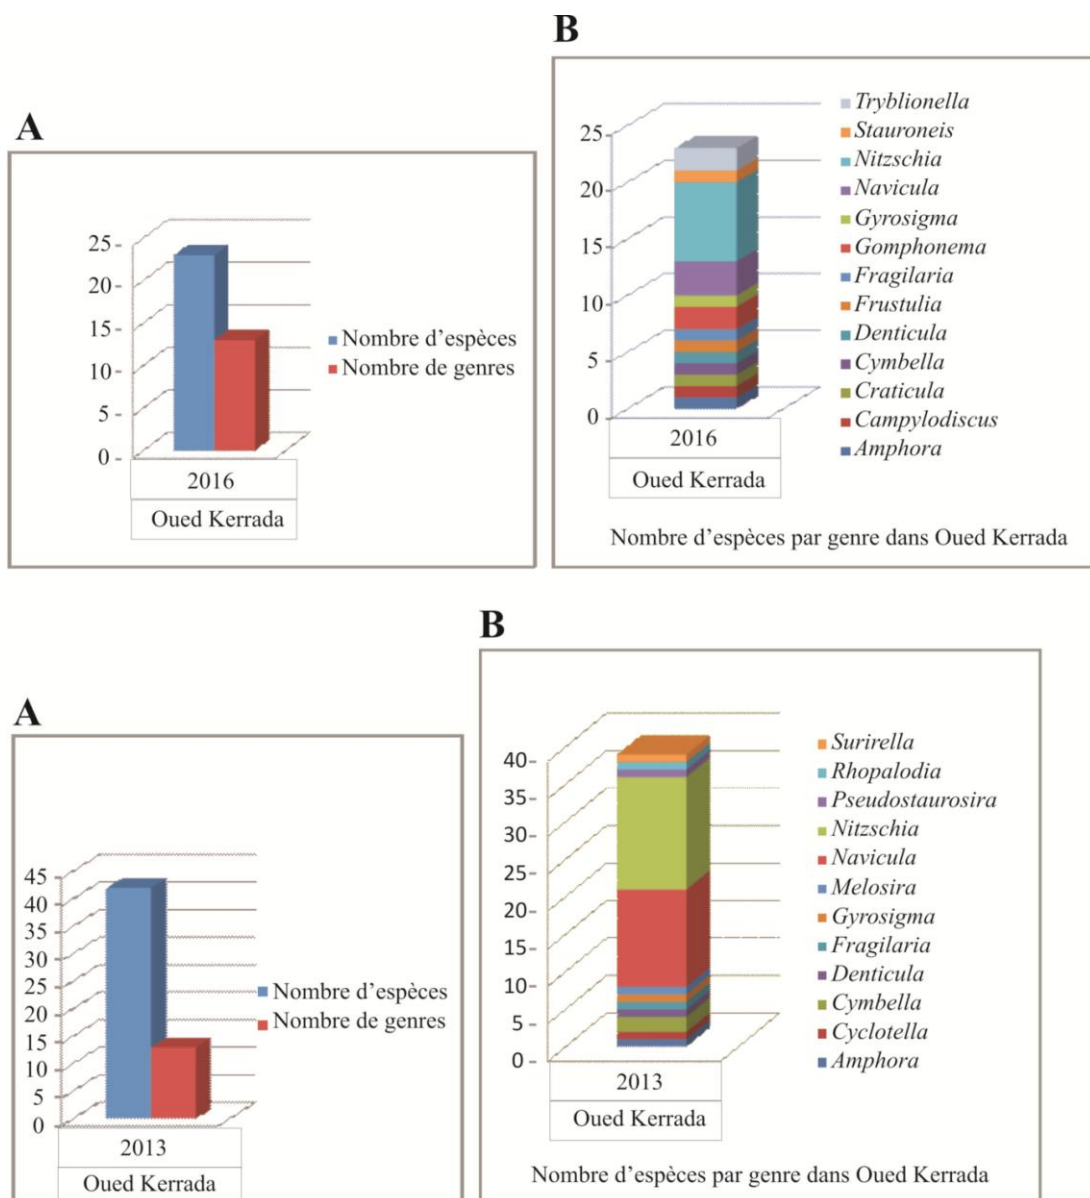 B
A
25
20
15
10
5
0
Nombre d'espèces
Nombre de genres
2016
Oued Kerrada
25
20
15
10
5
0
Tryblionella
Stauroneis
Nitzschia
Navicula
Gyrosigma
Gomphonema
Fragilaria
Frustulia
Denticula
Cymbella
Craticula
Campylodiscus
Amphora
2016
Oued Kerrada
Nombre d'espèces par genre dans Oued Kerrada
B
A
45
40
35
30
25
20
15
10
5
0
Nombre d'espèces
Nombre de genres
2013
Oued Kerrada
40
35
30
25
20
15
10
5
0
Surirella
Rhopalodia
Pseudostaurosira
Nitzschia
Navicula
Melosira
Gyrosigma
Fragilaria
Denticula
Cymbella
Cyclotella
Amphora
2013
Oued Kerrada
Nombre d'espèces par genre dans Oued Kerrada